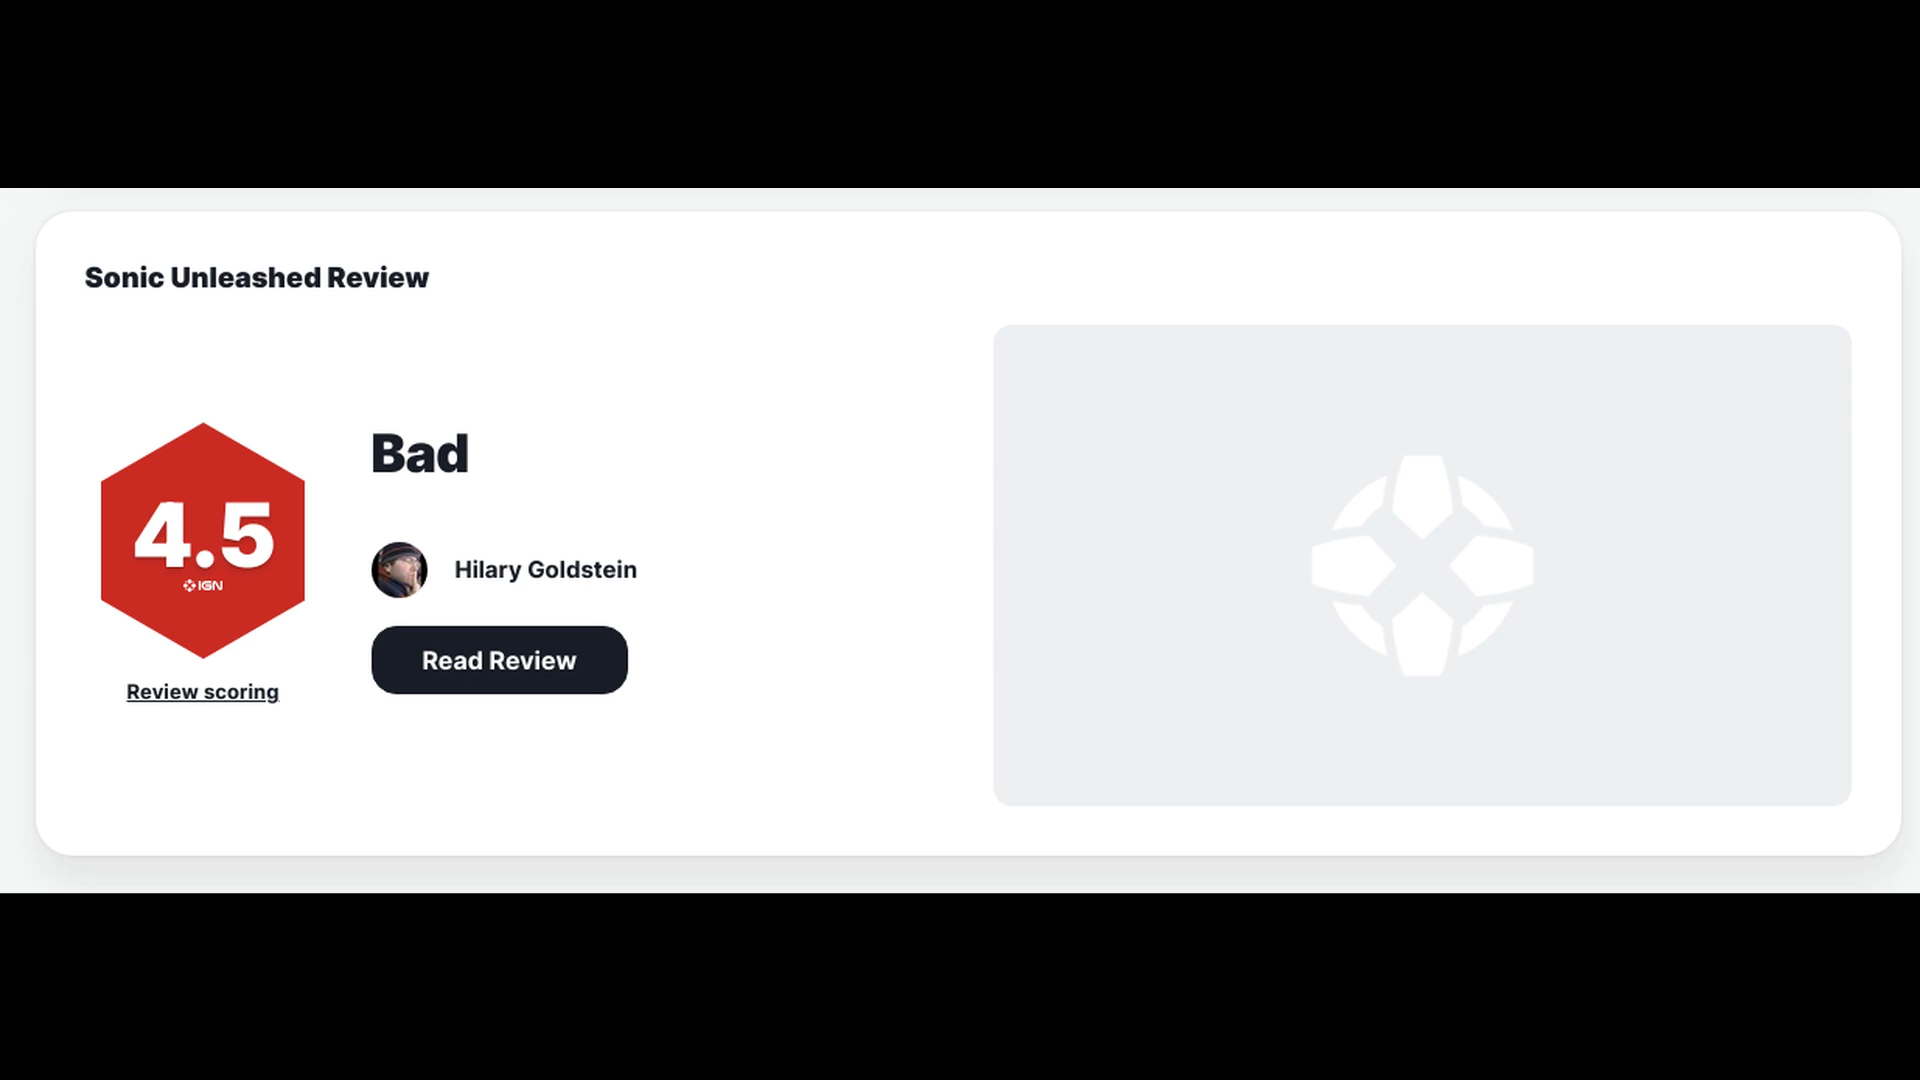 Sonic Unleashed Review
4.5
IGN
Review scoring
Bad
Hilary Goldstein
Read Review